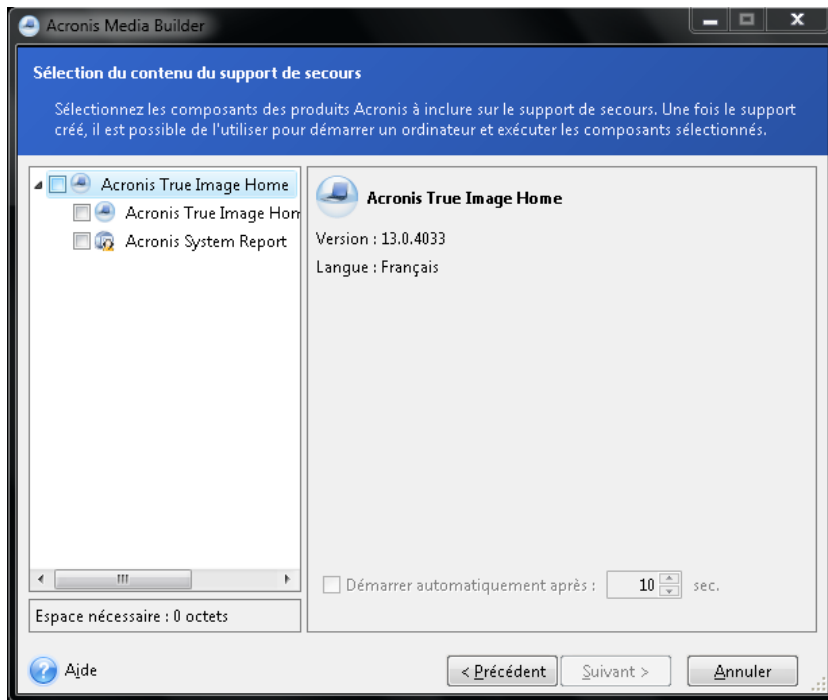 Acronis Media Builder
Sélection du contenu du support de secours
Sélectionnez les composants des produits Acronis à inclure sur le support de secours. Une fois le support
créé, il est possible de l'utiliser pour démarrer un ordinateur et exécuter les composants sélectionnés.
Acronis True Image Home
Acronis True Image Hom
Acronis System Report
Espace nécessaire : 0 octets
Acronis True Image Home
Version : 13.0.4033
Langue : Français
Démarrer automatiquement après : 10 sec.
Aide
< Précédent
Suivant >
Annuler